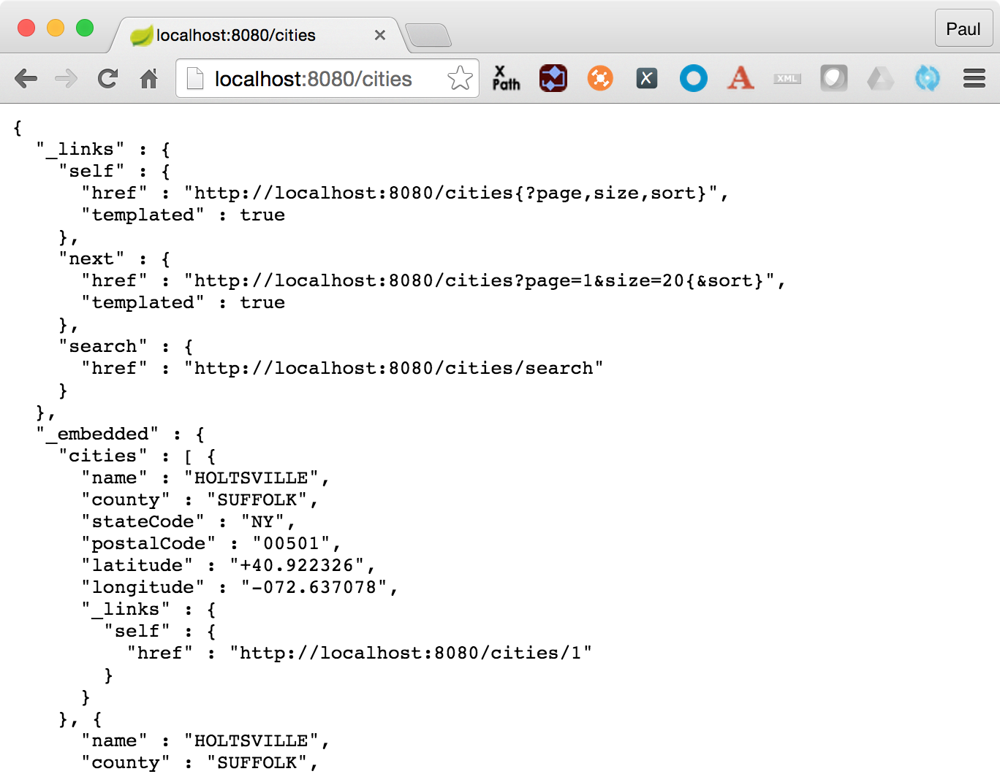 localhost:8080/cities
Paul
localhost:8080/cities
X
Path
X
A
XML
{
  "_links" : {
    "self" : {
      "href" : "http://localhost:8080/cities{?page,size,sort}",
      "templated" : true
    },
    "next" : {
      "href" : "http://localhost:8080/cities?page=1&size=20{&sort}",
      "templated" : true
    },
    "search" : {
      "href" : "http://localhost:8080/cities/search"
    }
  },
  "_embedded" : {
    "cities" : [ {
      "name" : "HOLTSVILLE",
      "county" : "SUFFOLK",
      "stateCode" : "NY",
      "postalCode" : "00501",
      "latitude" : "+40.922326",
      "longitude" : "-072.637078",
      "_links" : {
        "self" : {
          "href" : "http://localhost:8080/cities/1"
        }
      }
    }, {
      "name" : "HOLTSVILLE",
      "county" : "SUFFOLK",